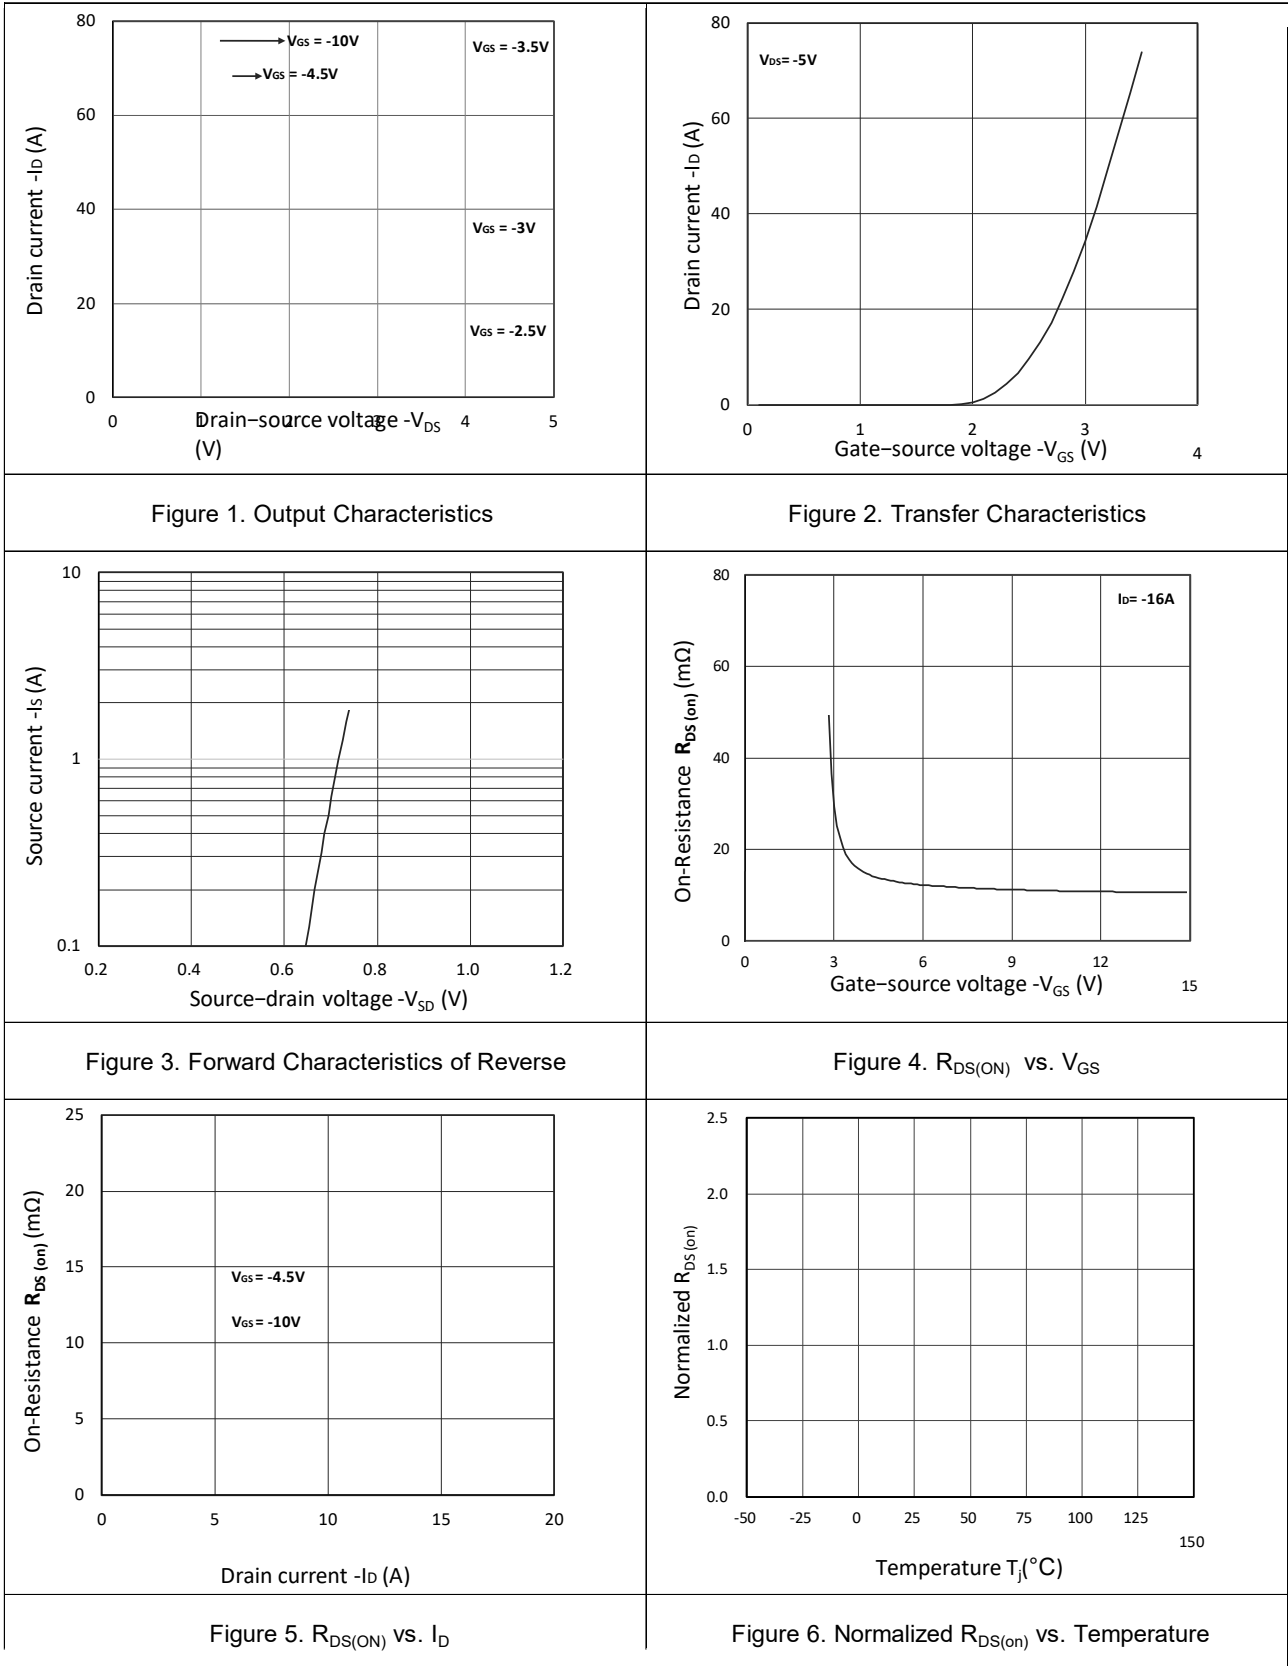 80
60
40
20
0
Drain current -ID (A)
VGS = -10V
VGS = -4.5V
VGS = -3.5V
VGS = -3V
VGS = -2.5V
0 1 2 3 4 5
Drain−source voltage -VDS
(V)
Figure 1. Output Characteristics
80
60
40
20
0
Drain current -ID (A)
VDS= -5V
0 1 2 3
4
Gate−source voltage -VGS (V)
Figure 2. Transfer Characteristics
10
1
0.1
Source current -IS (A)
0.2 0.4 0.6 0.8 1.0 1.2
Source−drain voltage -VSD (V)
Figure 3. Forward Characteristics of Reverse
80
60
40
20
0
On-Resistance RDS(on) (mΩ)
ID= -16A
0 3 6 9 12
15
Gate−source voltage -VGS (V)
Figure 4. RDS(ON) vs. VGS
25
20
15
10
5
0
On-Resistance RDS(on) (mΩ)
VGS= -4.5V
VGS= -10V
0 5 10 15 20
Drain current -ID (A)
Figure 5. RDS(ON) vs. ID
2.5
2.0
1.5
1.0
0.5
0.0
Normalized RDS(on)
-50 -25 0 25 50 75 100 125
150
Temperature Tj(°C)
Figure 6. Normalized RDS(on) vs. Temperature